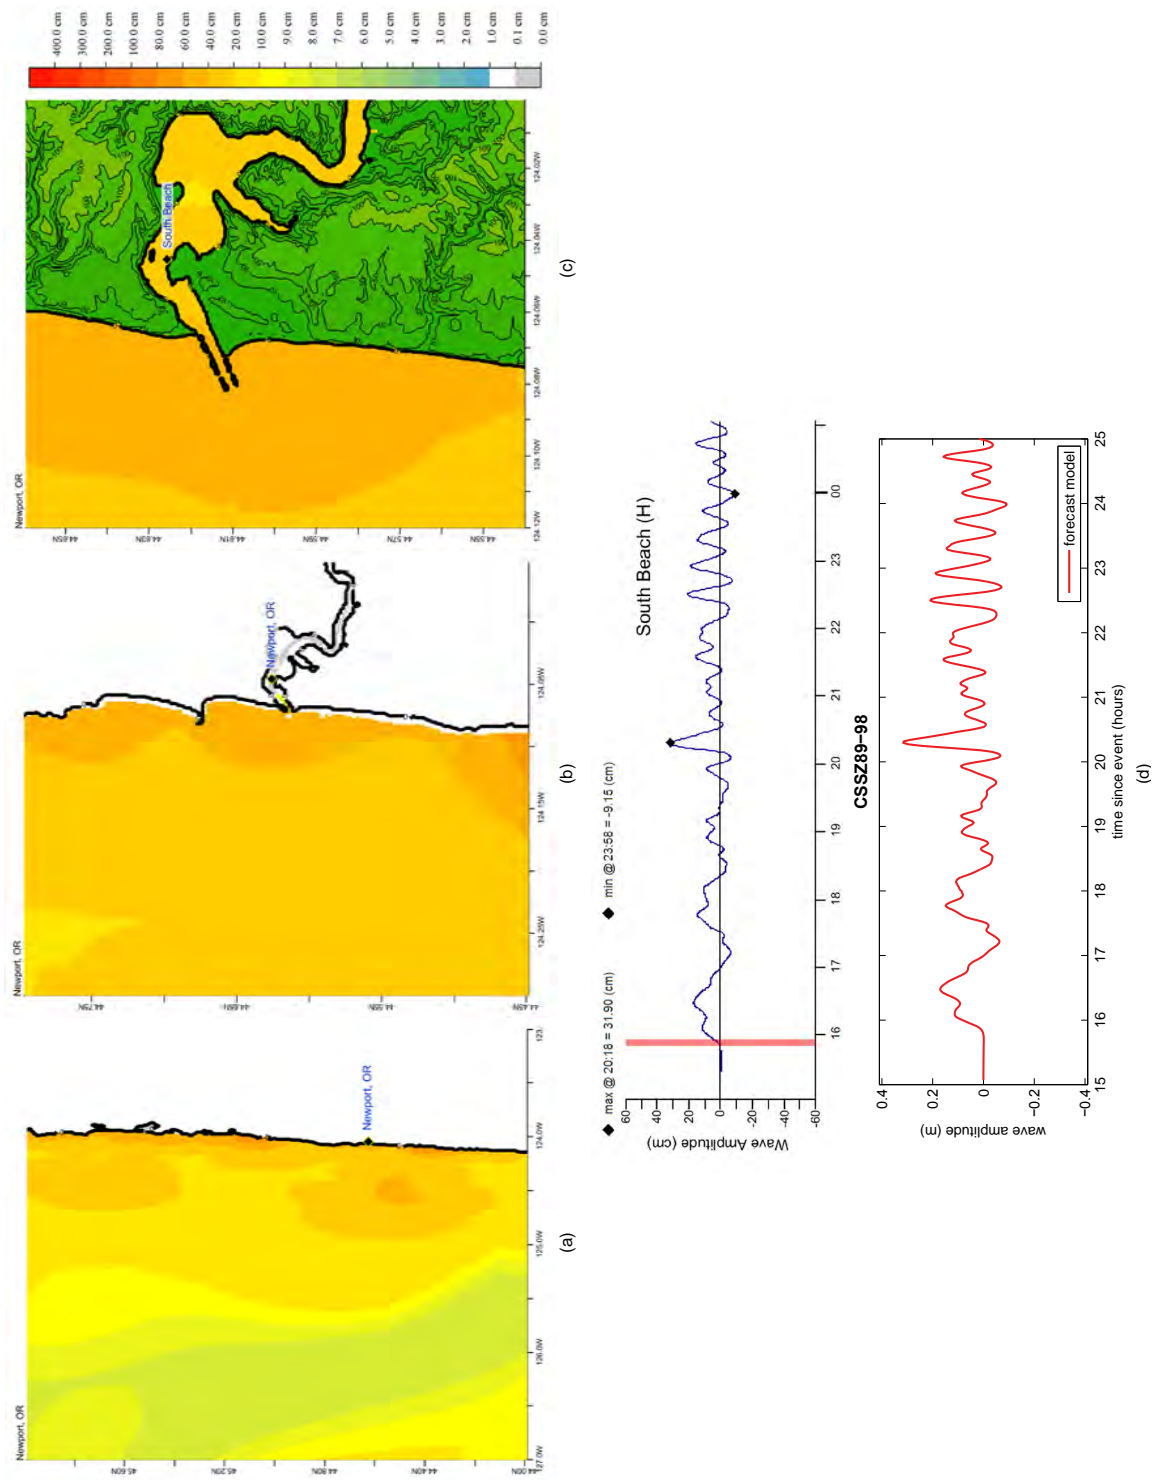 Newport, OR
Newport, OR
45.60N
45.20N
44.80N
44.40N
44.00N
127.0W
126.0W
125.0W
124.0W
123.
(a)
Newport, OR
Newport, OR
44.75N
44.65N
44.55N
44.45N
124.25W
124.15W
124.05W
(b)
Newport, OR
South Beach
44.65N
44.63N
44.61N
44.59N
44.57N
44.55N
124.12W
124.10W
124.08W
124.06W
124.04W
124.02W
(c)
400.0 cm
300.0 cm
200.0 cm
100.0 cm
80.0 cm
60.0 cm
40.0 cm
20.0 cm
10.0 cm
9.0 cm
8.0 cm
7.0 cm
6.0 cm
5.0 cm
4.0 cm
3.0 cm
2.0 cm
1.0 cm
0.1 cm
0.0 cm
max @ 20:18 = 31.90 (cm)
min @ 23:58 = -9.15 (cm)
South Beach (H)
Wave Amplitude (cm)
60
40
20
0
-20
-40
-60
16 17 18 19 20 21 22 23 00
CSSZ89−98
wave amplitude (m)
0.4
0.2
0
−0.2
−0.4
forecast model
15 16 17 18 19 20 21 22 23 24 25
time since event (hours)
(d)